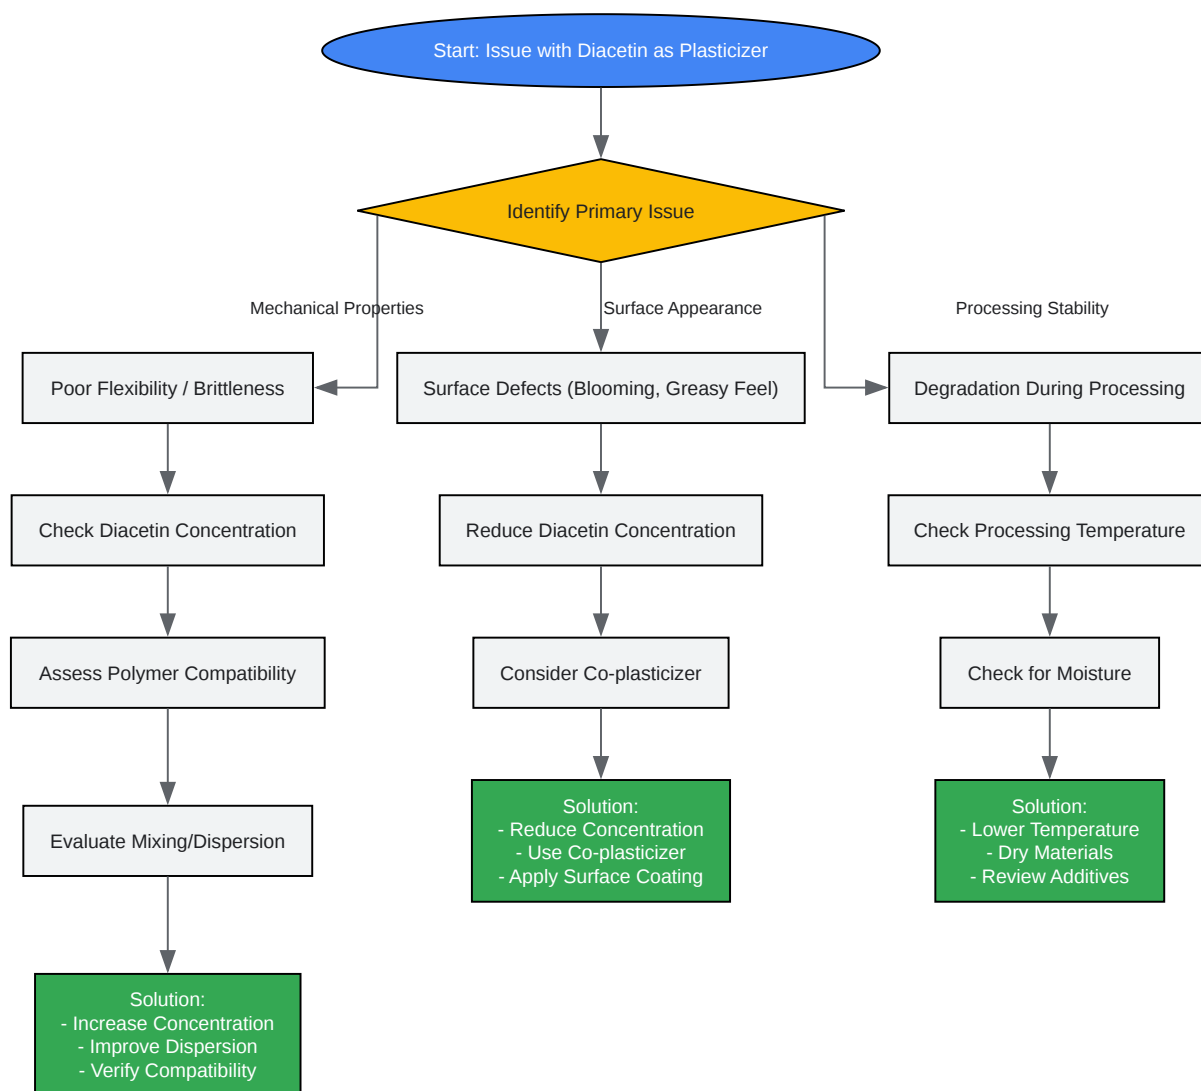 Start: Issue with Diacetin as Plasticizer
Identify Primary Issue
Mechanical Properties
Surface Appearance
Processing Stability
Poor Flexibility / Brittleness
Surface Defects (Blooming, Greasy Feel)
Degradation During Processing
Check Diacetin Concentration
Reduce Diacetin Concentration
Check Processing Temperature
Assess Polymer Compatibility
Consider Co-plasticizer
Check for Moisture
Evaluate Mixing/Dispersion
Solution:
- Reduce Concentration
- Use Co-plasticizer
- Apply Surface Coating
Solution:
- Lower Temperature
- Dry Materials
- Review Additives
Solution:
- Increase Concentration
- Improve Dispersion
- Verify Compatibility